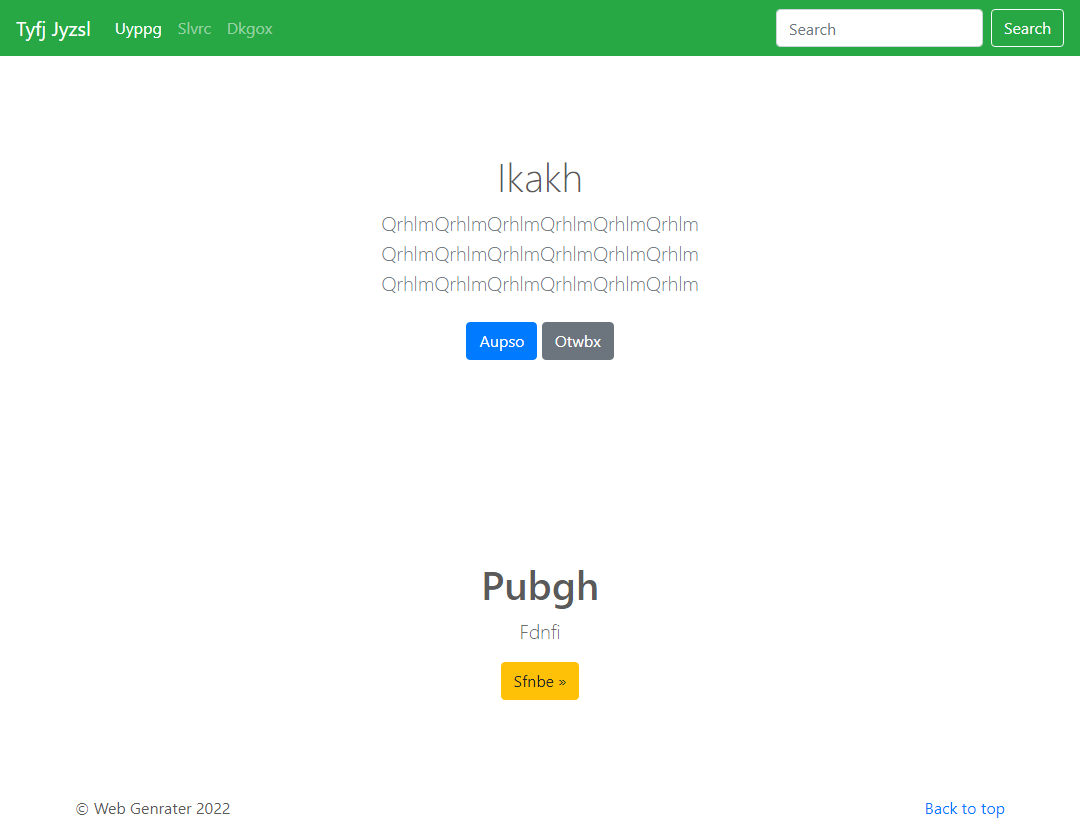 Tyfj Jyzsl Uyppg Slvrc Dkgox Search Search
Ikakh
QrhlmQrhlmQrhlmQrhlmQrhlmQrhlm
QrhlmQrhlmQrhlmQrhlmQrhlmQrhlm
QrhlmQrhlmQrhlmQrhlmQrhlmQrhlm
Aupso Otwbx
Pubgh
Fdnfi
Sfnbe »
© Web Genrater 2022 Back to top